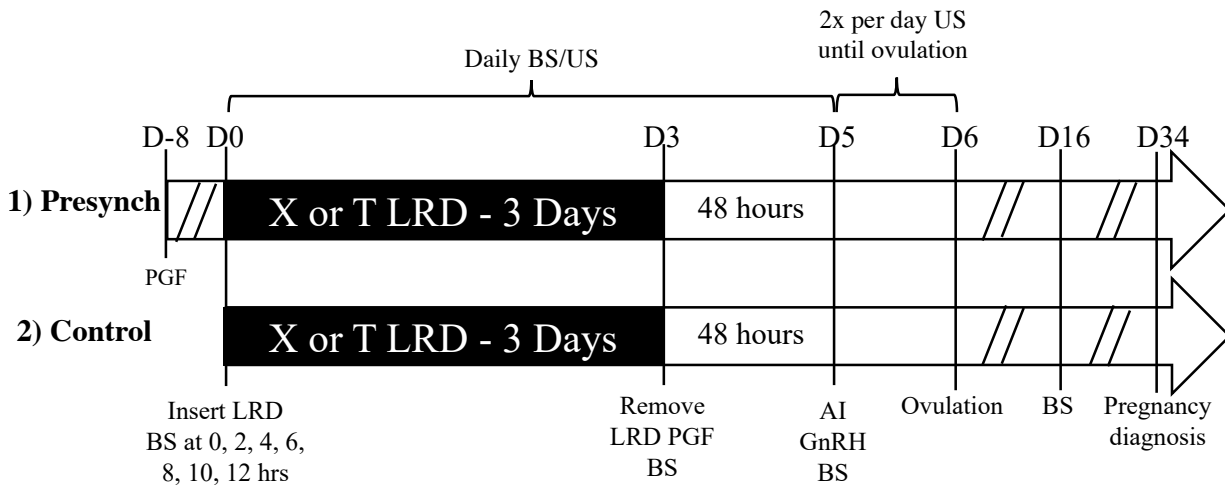 2x per day US
until ovulation
Daily BS/US
D-8 D0 D3 D5 D6 D16 D34
1) Presynch
X or T LRD - 3 Days
48 hours
PGF
2) Control
X or T LRD - 3 Days
48 hours
Insert LRD
BS at 0, 2, 4, 6,
8, 10, 12 hrs
Remove
LRD PGF
BS
AI
GnRH
BS
Ovulation
BS
Pregnancy
diagnosis